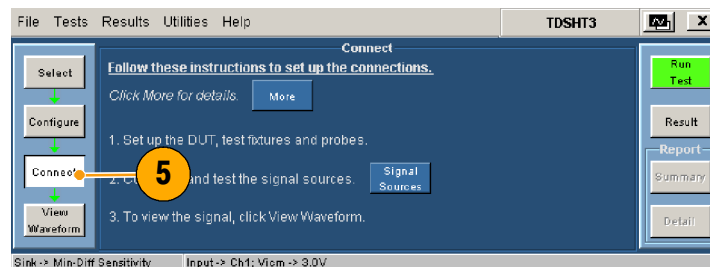 File Tests Results Utilities Help TDSHT3 X
Connect
Select
Configure
Connect
View
Waveform
Follow these instructions to set up the connections.
Click More for details. More
1. Set up the DUT, test fixtures and probes.
5
2. and test the signal sources. Signal
Sources
3. To view the signal, click View Waveform.
Run
Test
Result
Report
Summary
Detail
Sink -> Min-Diff Sensitivity Input -> Ch1; Vicm -> 3.0V